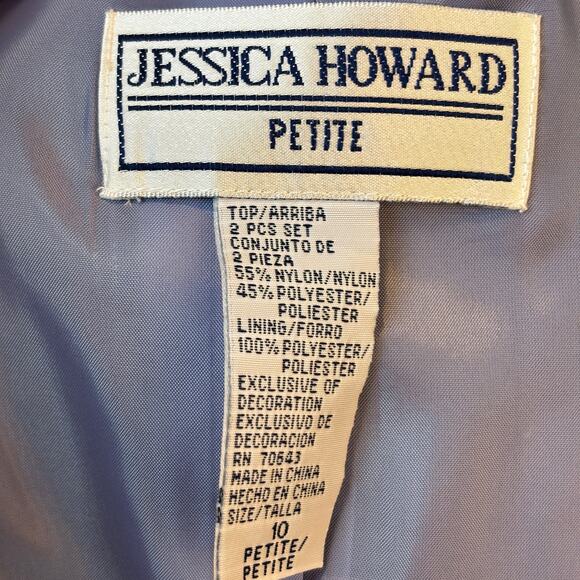 JESSICA HOWARD
PETITE
TOP/ARRIBA
2 PCS SET
CONJUNTO DE
2 PIEZA
55% NYLON/NYLON
45% POLYESTER/
POLIESTER
LINING/FORRO
100% POLYESTER/
POLIESTER
EXCLUSIVE OF
DECORATION
EXCLUSIVO DE
DECORACION
RN 70643
MADE IN CHINA
HECHO EN CHINA
SIZE/TALLA
10
PETITE/
PETITE